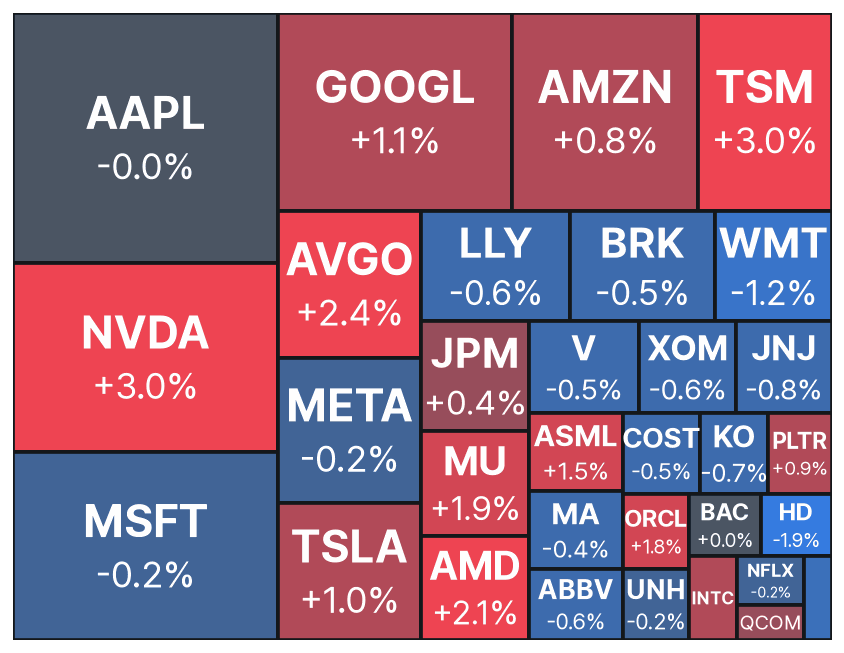 AAPL
-0.0%
GOOGL
+1.1%
AMZN
+0.8%
TSM
+3.0%
NVDA
+3.0%
MSFT
-0.2%
AVGO
+2.4%
META
-0.2%
TSLA
+1.0%
LLY
-0.6%
BRK
-0.5%
WMT
-1.2%
JPM
+0.4%
MU
+1.9%
AMD
+2.1%
V
-0.5%
XOM
-0.6%
JNJ
-0.8%
ASML
+1.5%
COST
-0.5%
KO
-0.7%
PLTR
+0.9%
MA
-0.4%
ABBV
-0.6%
ORCL
+1.8%
UNH
-0.2%
BAC
+0.0%
HD
-1.9%
INTC
NFLX
-0.2%
QCOM